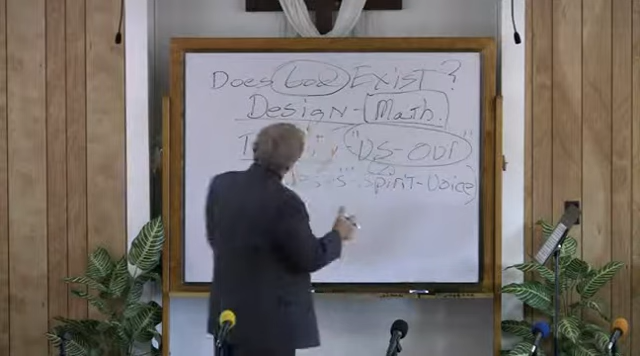 Does God Exist?
Design - Math.
"Us - Our"
Spirit - Voice